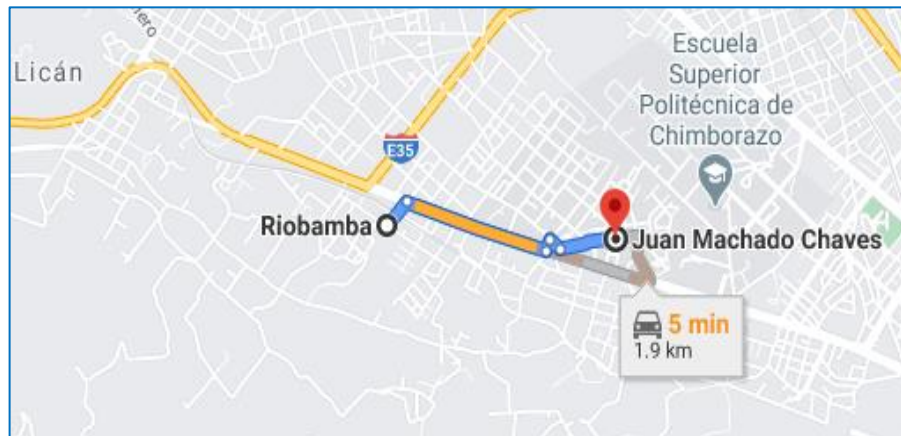 Licán
Escuela
Superior
Politécnica de
Chimborazo
E35
Riobamba
Juan Machado Chaves
5 min
1.9 km